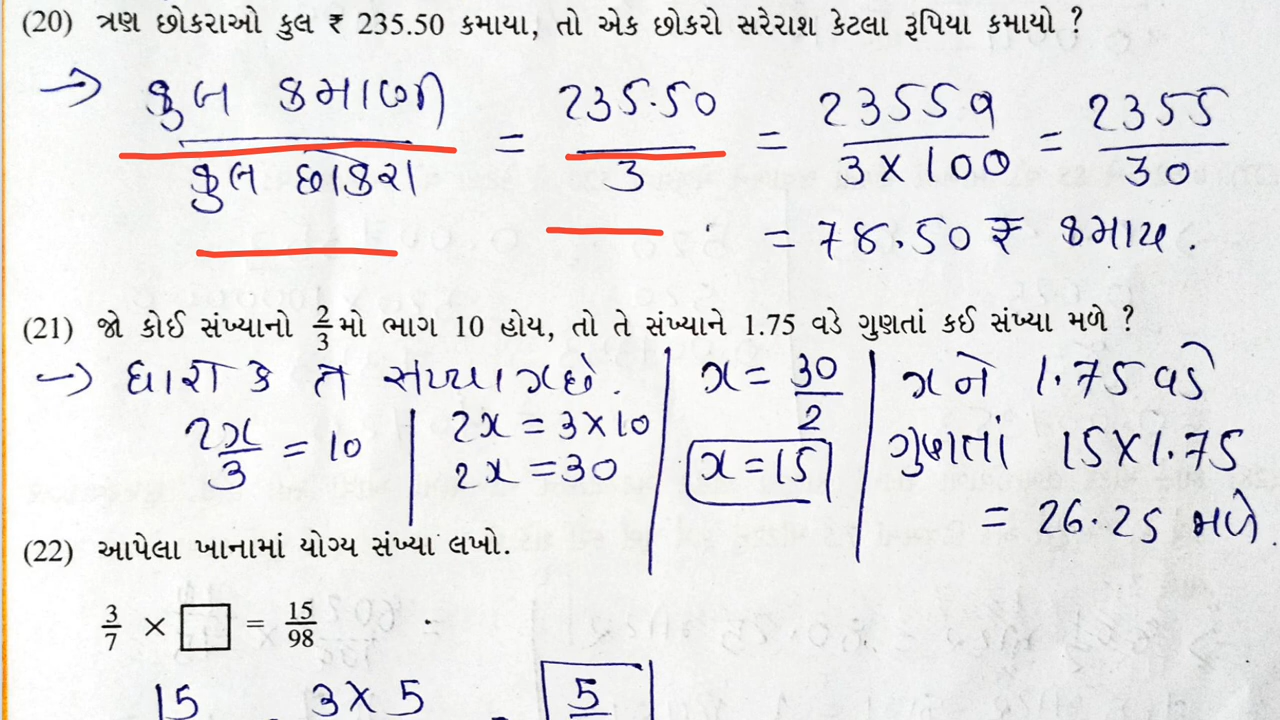 (20) ત્રણ છોકરાઓ કુલ ₹ 235.50 કમાયા, તો એક છોકરો સરેરાશ કેટલા રૂપિયા કમાયો ?
→ કુલ કમાણી / કુલ છોકરા = 235.50 / 3 = 23550 / 3 × 100 = 2355 / 30
= 78.50 ₹ કમાય.
(21) જો કોઈ સંખ્યાનો 2/3 મો ભાગ 10 હોય, તો તે સંખ્યાને 1.75 વડે ગુણતાં કઈ સંખ્યા મળે ?
→ ધારો કે તે સંખ્યા x છે.
2x/3 = 10
2x = 3×10
2x = 30
x = 30/2
x = 15
x ને 1.75 વડે
ગુણતાં 15×1.75
= 26.25 મળે.
(22) આપેલા ખાનામાં યોગ્ય સંખ્યા લખો.
3/7 × □ = 15/98
15 3×5 5